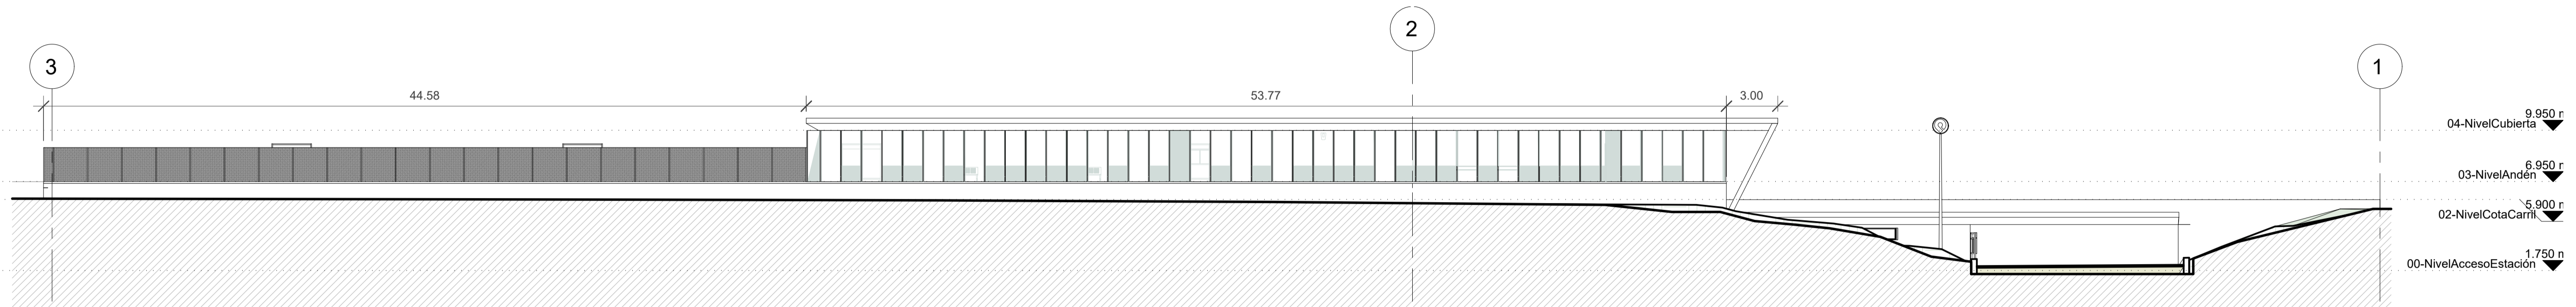 2
3
1
44.58
53.77
3.00
9.950 m
04-NivelCubierta
6.950 m
03-NivelAndén
5.900 m
02-NivelCotaCarril
1.750 m
00-NivelAccesoEstación